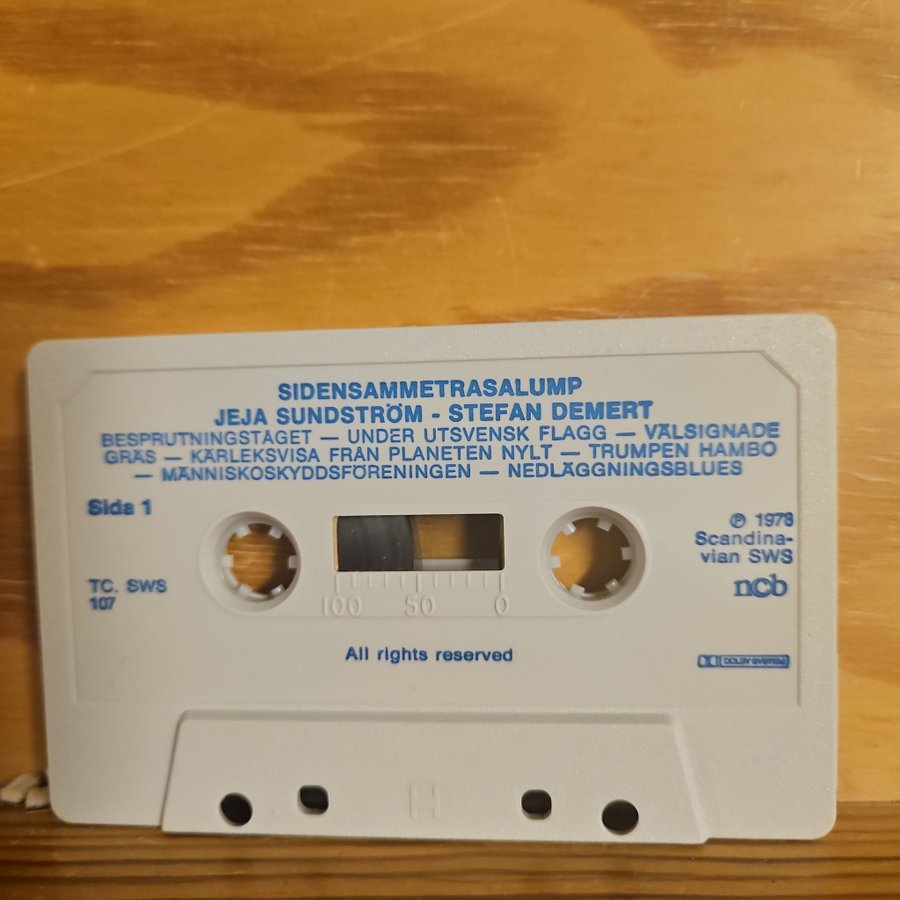 SIDENSAMMETRASALUMP
JEJA SUNDSTRÖM - STEFAN DEMERT
BESPRUTNINGSTÅGET — UNDER UTSVENSK FLAGG — VÄLSIGNADE
GRÄS — KÄRLEKSVISA FRÅN PLANETEN NYLT — TRUMPEN HAMBO
— MÄNNISKOSKYDDSFÖRENINGEN — NEDLÄGGNINGSBLUES
Sida 1
℗ 1978
Scandina-
vian SWS
ncb
TC. SWS
107
100 50 0
All rights reserved
DOLBY SYSTEM
H